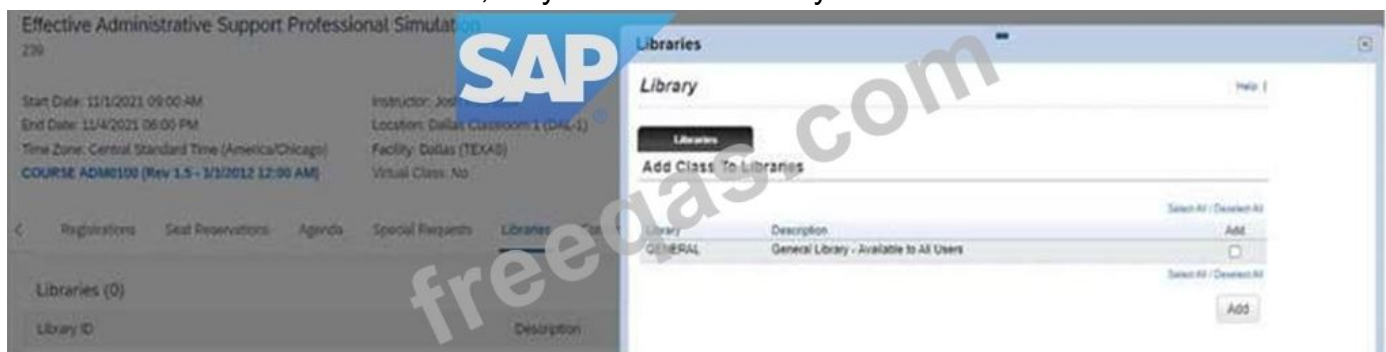 Effective Administrative Support Professional Simulation
239
Start Date: 11/1/2021 09:00 AM
End Date: 11/4/2021 06:00 PM
Time Zone: Central Standard Time (America/Chicago)
COURSE ADM0100 (Rev 1.5 - 1/1/2012 12:00 AM)
Instructor:
Location: Dallas Classroom 1 (DAL-1)
Facility: Dallas (TEXAS)
Virtual Class: No
SAP
Registrations Seat Reservations Agenda Special Requests Libraries
Libraries (0)
Library ID Description
Libraries
Library
Help |
Libraries
Add Class To Libraries
Select All / Deselect All
Library Description Add
GENERAL General Library - Available to All Users
Select All / Deselect All
Add
freeqas.com